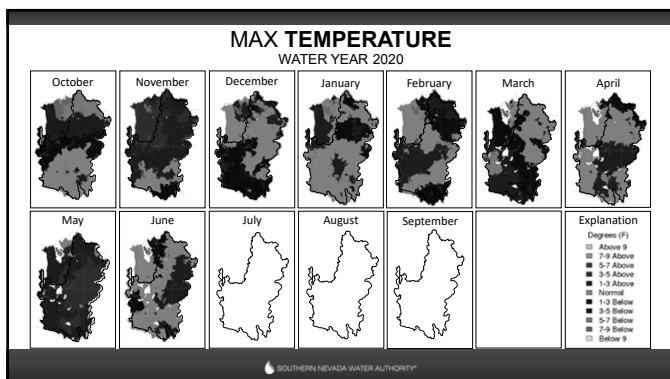 MAX TEMPERATURE
WATER YEAR 2020
October
November
December
January
February
March
April
May
June
July
August
September
Explanation
Degrees (F)
Above 9
7-9 Above
5-7 Above
3-5 Above
1-3 Above
Normal
1-3 Below
3-5 Below
5-7 Below
7-9 Below
Below 9
SOUTHERN NEVADA WATER AUTHORITY®